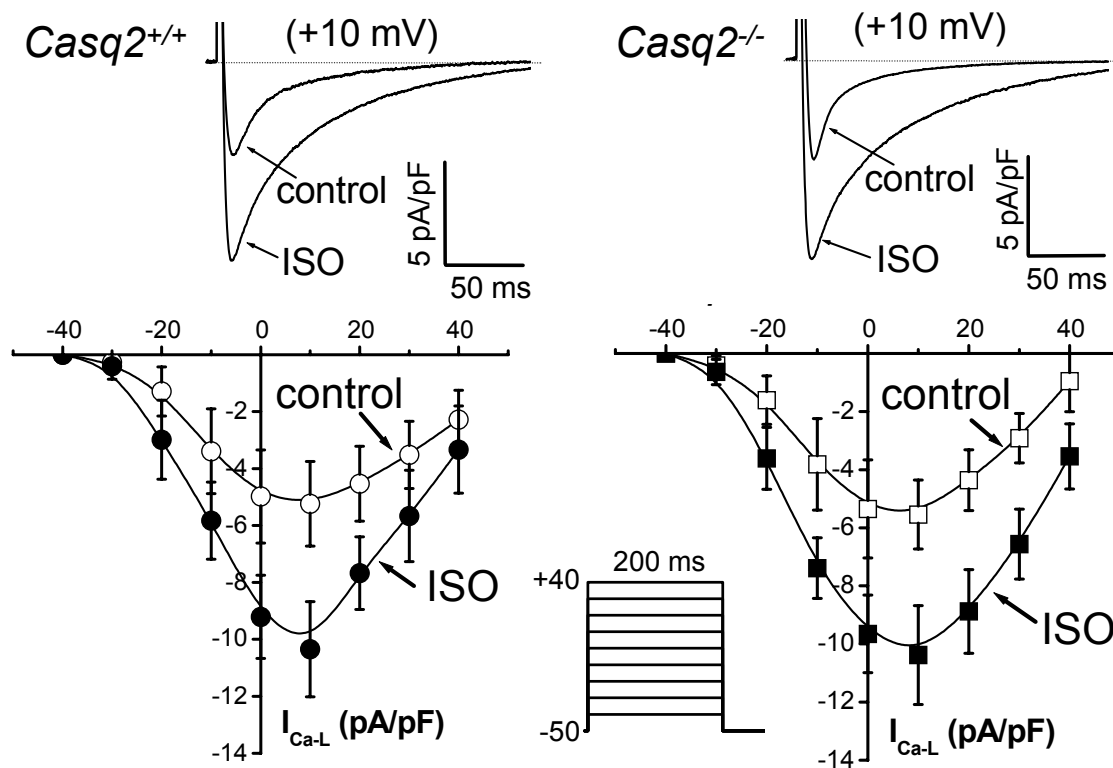 Casq2+/+
(+10 mV)
control
ISO
5 pA/pF
50 ms
Casq2-/-
(+10 mV)
control
ISO
5 pA/pF
50 ms
-40 -20 0 20 40
control
ISO
-2
-4
-6
-8
-10
-12
-14
I Ca-L (pA/pF)
200 ms
+40
-50
-40 -20 0 20 40
control
ISO
-2
-4
-6
-8
-10
-12
-14
I Ca-L (pA/pF)